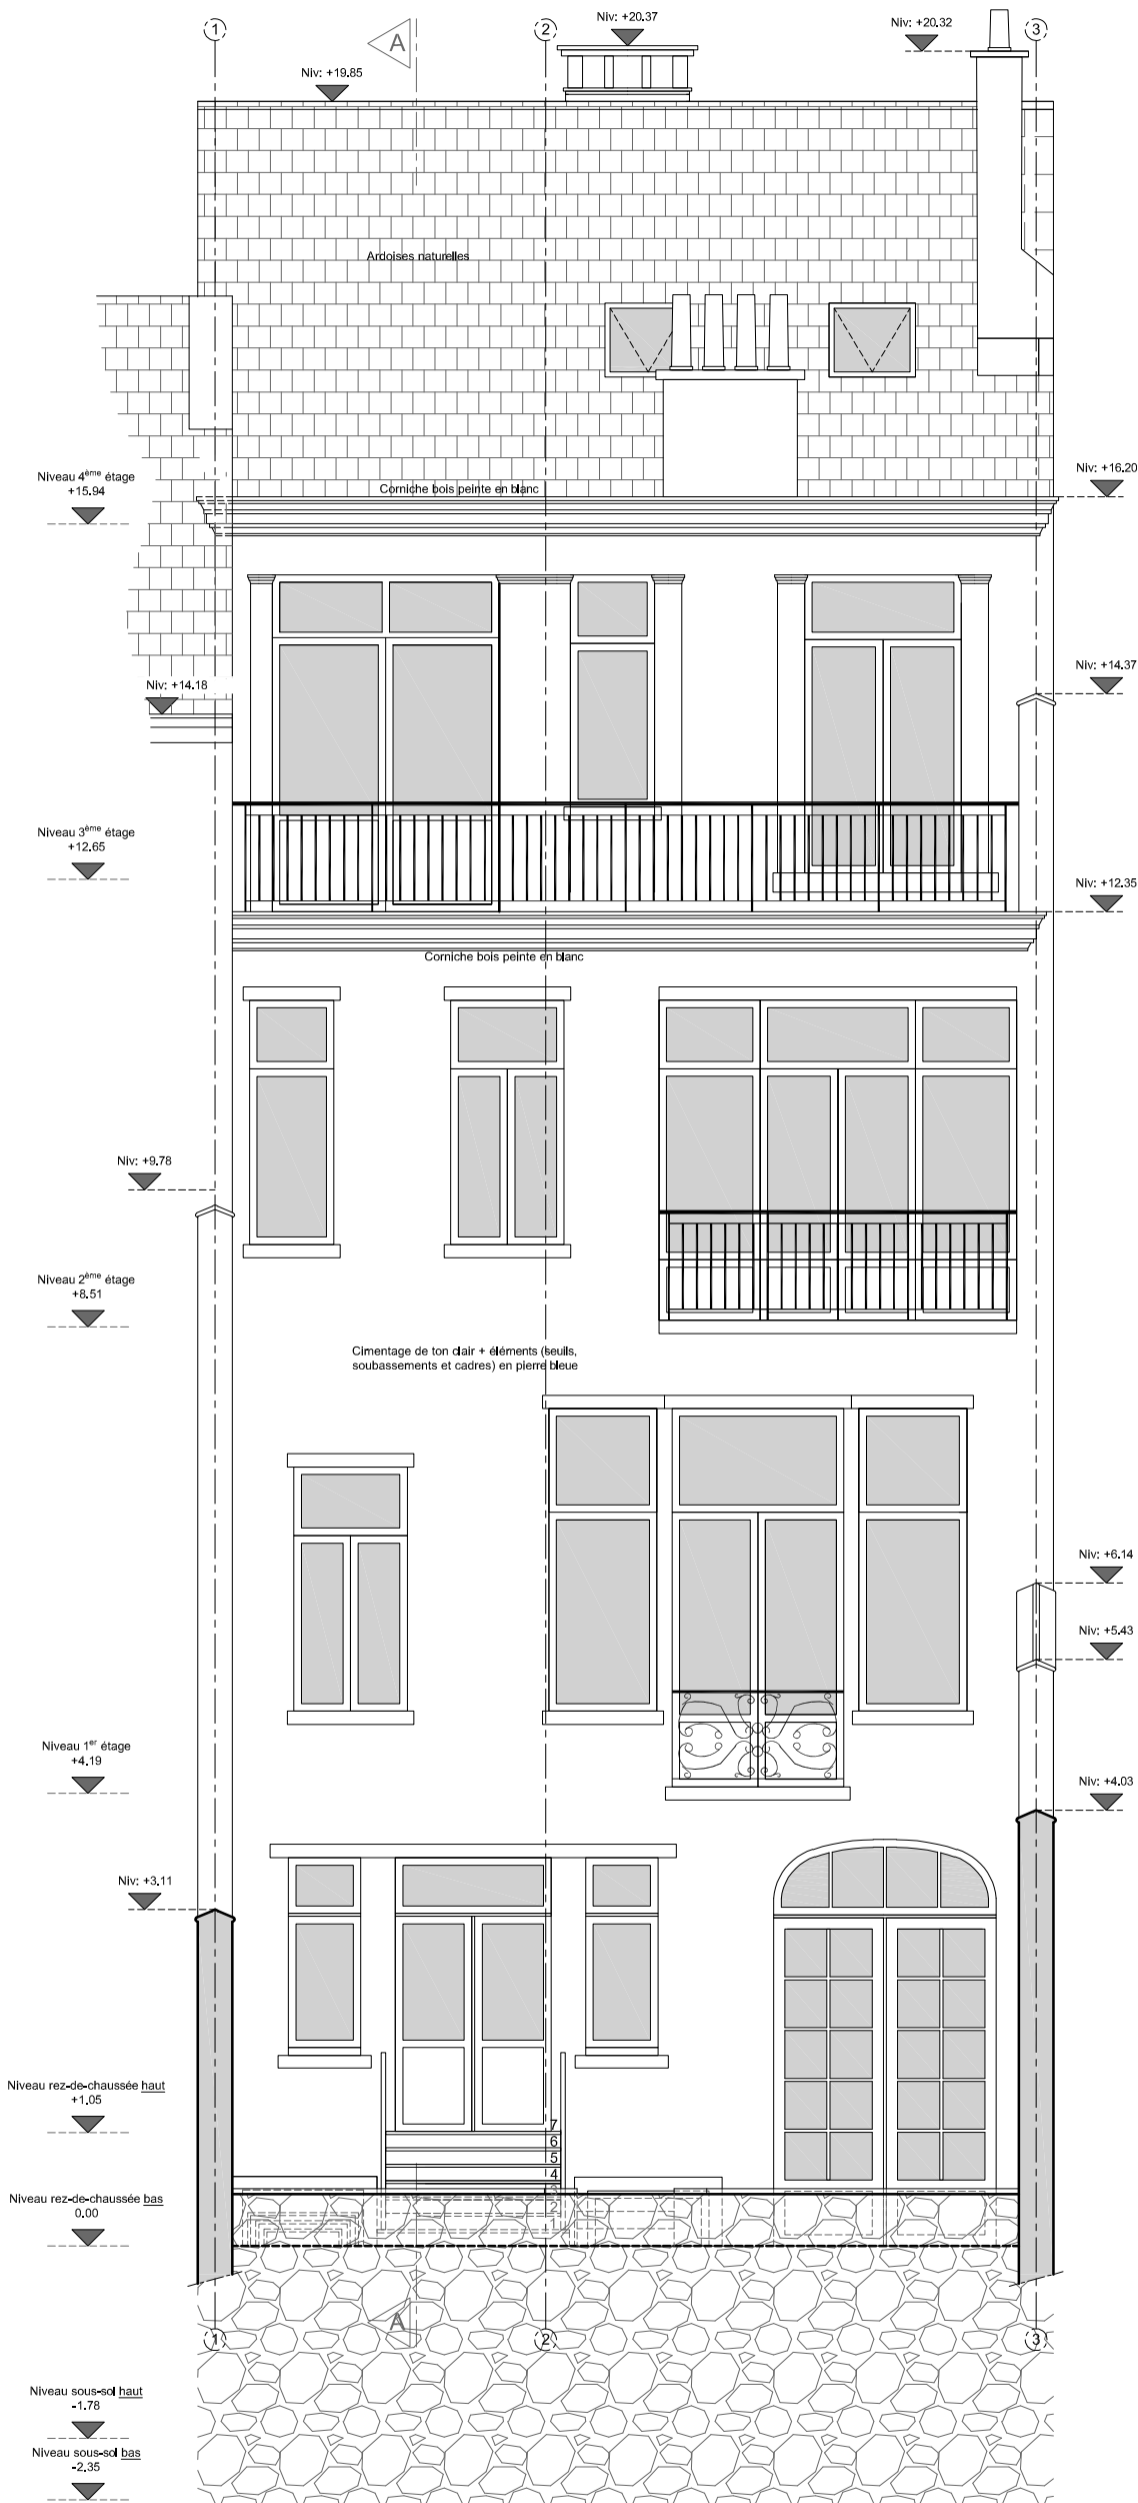 1
A
2
Niv: +20.37
Niv: +20.32
3
Niv: +19.85
Ardoises naturelles
Niveau 4ème étage
+15.94
Corniche bois peinte en blanc
Niv: +16.20
Niv: +14.18
Niv: +14.37
Niveau 3ème étage
+12.65
Niv: +12.35
Corniche bois peinte en blanc
Niv: +9.78
Niveau 2ème étage
+8.51
Cimentage de ton clair + éléments (seuils,
soubassements et cadres) en pierre bleue
Niv: +6.14
Niv: +5.43
Niveau 1er étage
+4.19
Niv: +4.03
Niv: +3.11
Niveau rez-de-chaussée haut
+1.05
7
6
5
4
3
2
Niveau rez-de-chaussée bas
0.00
A
1
2
3
Niveau sous-sol haut
-1.78
Niveau sous-sol bas
-2.35